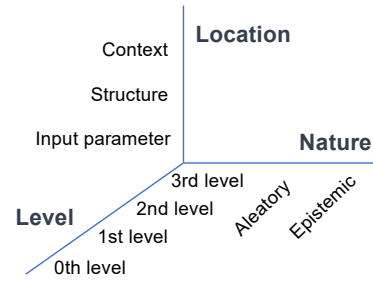 Location
Context
Structure
Input parameter
Nature
3rd level
2nd level
1st level
0th level
Level
Aleatory
Epistemic